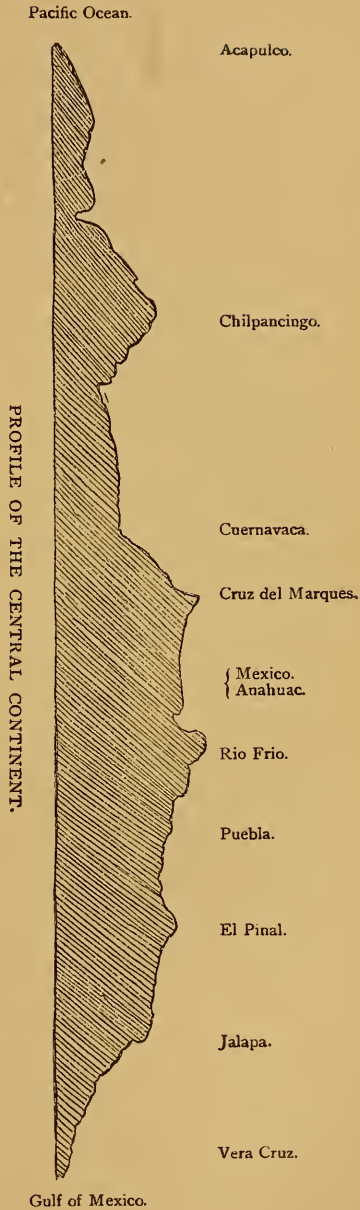 Pacific Ocean.
Acapulco.
Chilpancingo.
PROFILE OF THE CENTRAL CONTINENT.
Cuernavaca.
Cruz del Marques.
{ Mexico.
{ Anahuac.
Rio Frio.
Puebla.
El Pinal.
Jalapa.
Vera Cruz.
Gulf of Mexico.